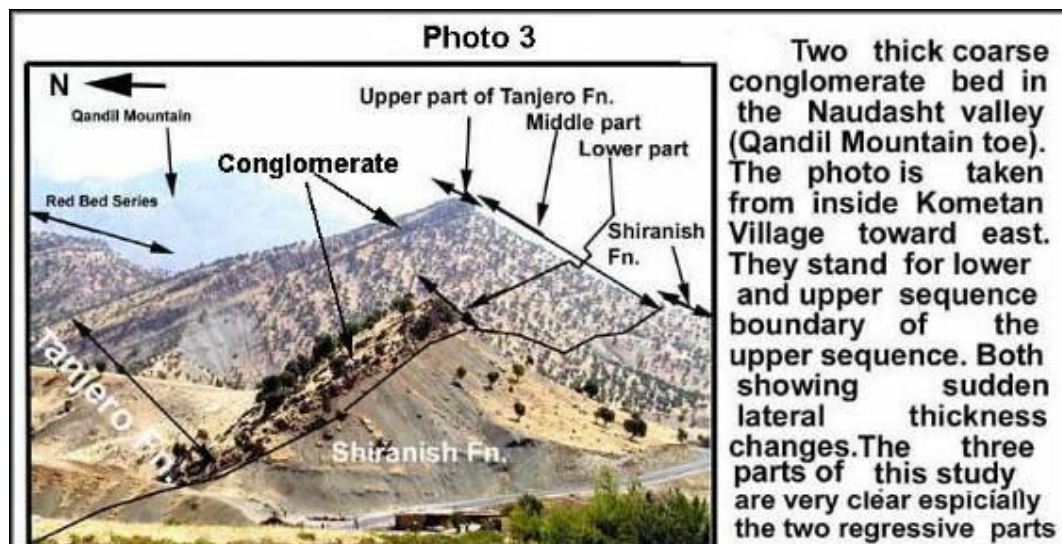 Photo 3
N
Qandil Mountain
Upper part of Tanjero Fn.
Middle part
Lower part
Conglomerate
Red Bed Series
Shiranish
Fn.
Tanjero Fn.
Shiranish Fn.
Two thick coarse
conglomerate bed in
the Naudasht valley
(Qandil Mountain toe).
The photo is taken
from inside Kometan
Village toward east.
They stand for lower
and upper sequence
boundary of the
upper sequence. Both
showing sudden
lateral thickness
changes.The three
parts of this study
are very clear espicially
the two regressive parts